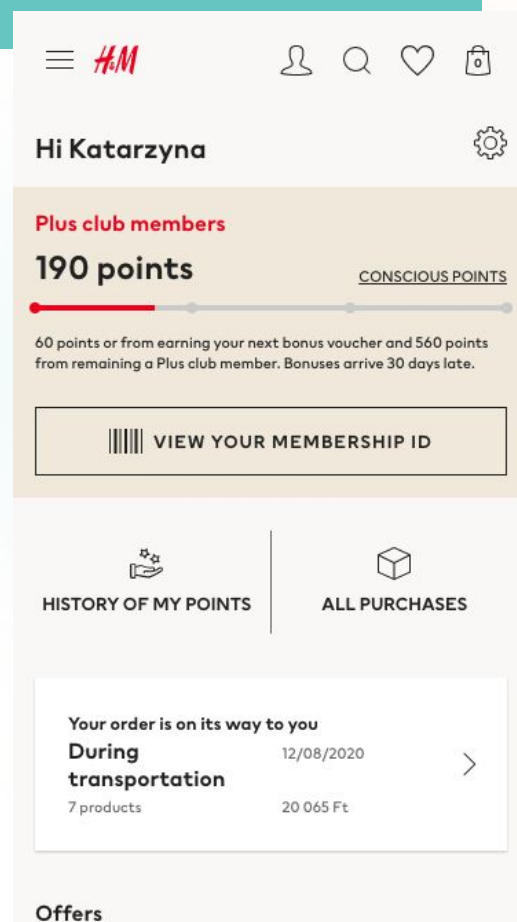 H&M
0
Hi Katarzyna
Plus club members
190 points
CONSCIOUS POINTS
60 points or from earning your next bonus voucher and 560 points
from remaining a Plus club member. Bonuses arrive 30 days late.
VIEW YOUR MEMBERSHIP ID
HISTORY OF MY POINTS
ALL PURCHASES
Your order is on its way to you
During
transportation
12/08/2020
7 products
20 065 Ft
Offers